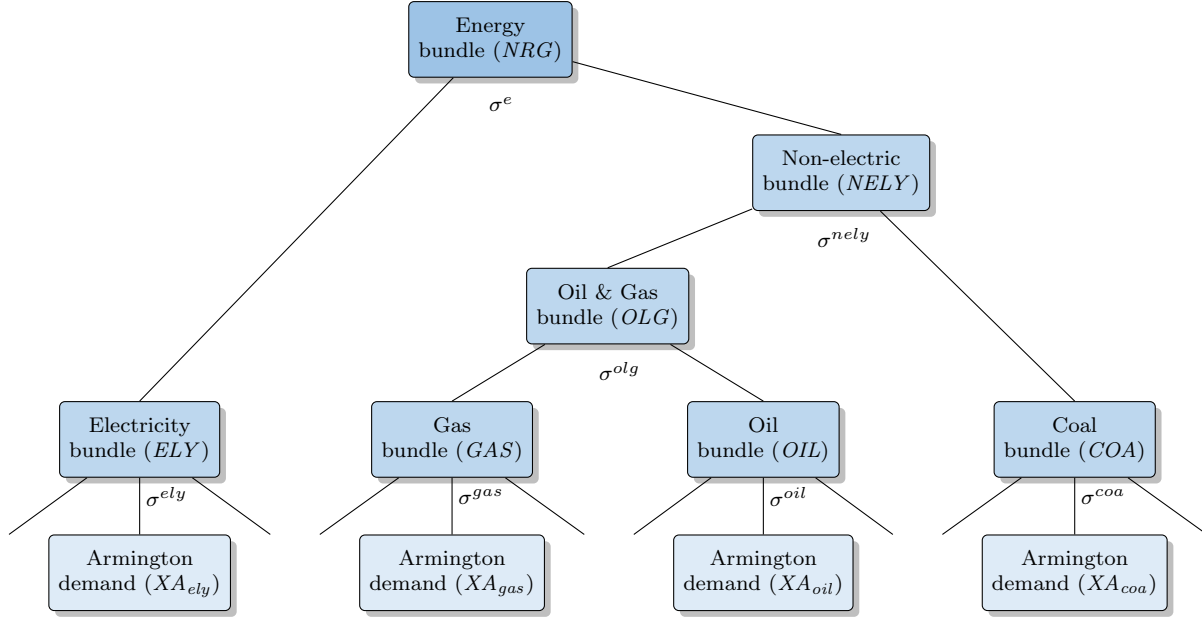 Energy
bundle (NRG)
σ^e
Non-electric
bundle (NELY)
σ^nely
Oil & Gas
bundle (OLG)
σ^olg
Electricity
bundle (ELY)
Gas
bundle (GAS)
Oil
bundle (OIL)
Coal
bundle (COA)
σ^ely
σ^gas
σ^oil
σ^coa
Armington
demand (XA_ely)
Armington
demand (XA_gas)
Armington
demand (XA_oil)
Armington
demand (XA_coa)